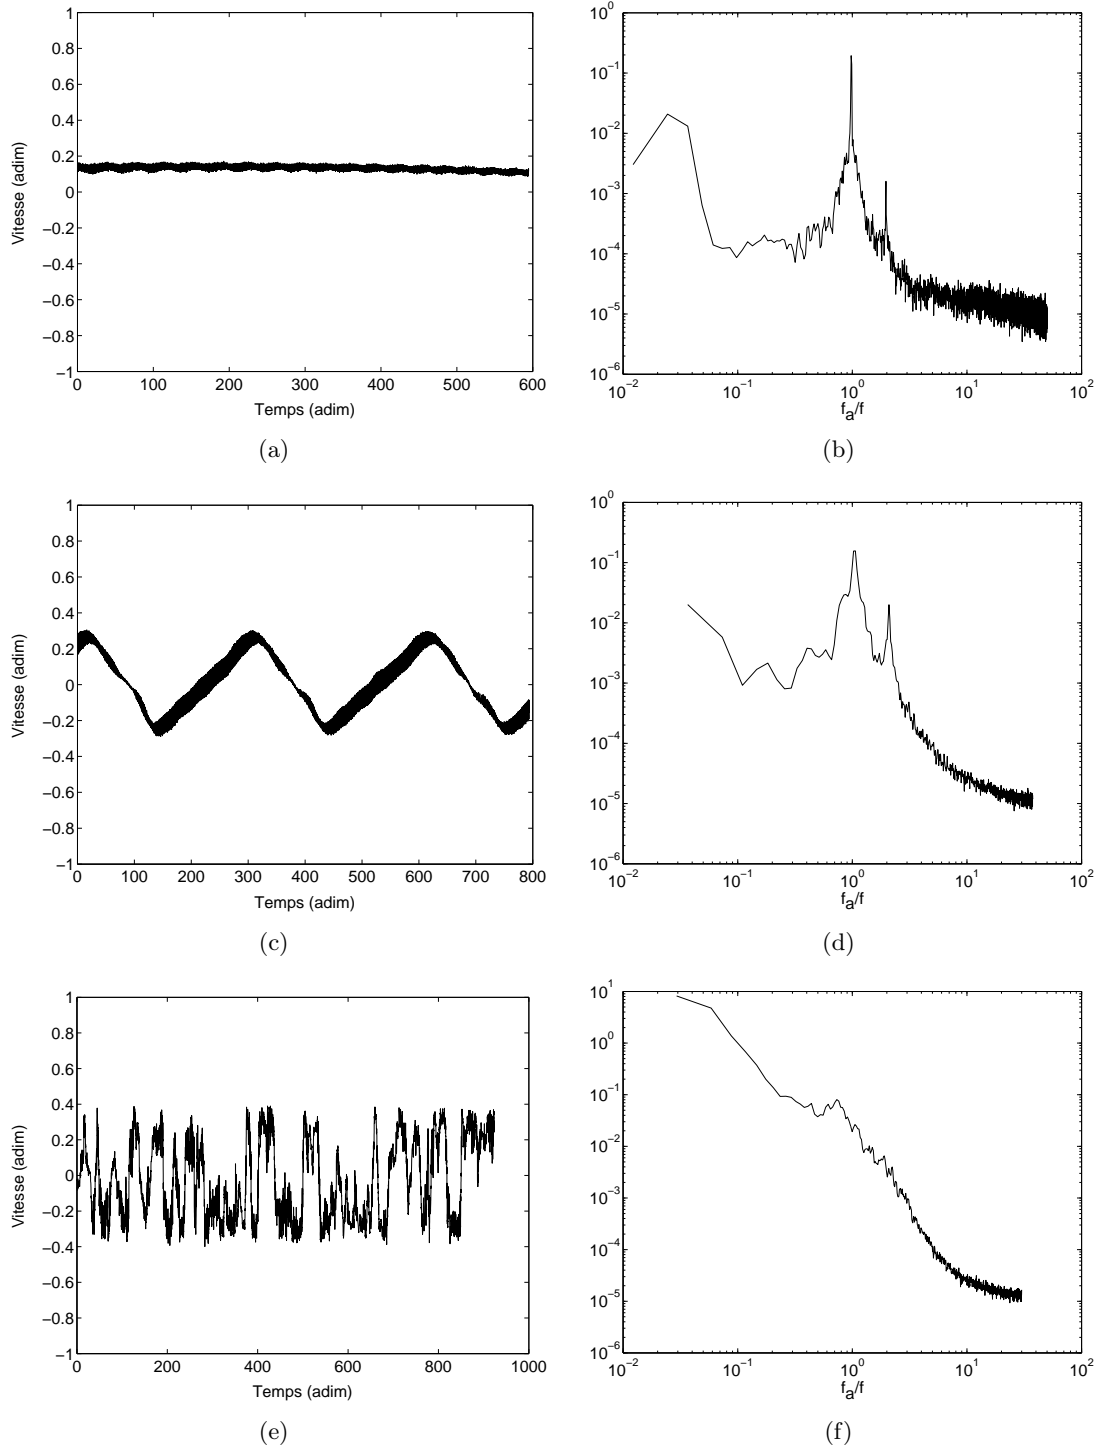 1
0.8
0.6
0.4
0.2
0
−0.2
−0.4
−0.6
−0.8
−1
Vitesse (adim)
0 100 200 300 400 500 600
Temps (adim)
(a)
10^0
10^−1
10^−2
10^−3
10^−4
10^−5
10^−6
10^−2 10^−1 10^0 10^1 10^2
f_a/f
(b)
1
0.8
0.6
0.4
0.2
0
−0.2
−0.4
−0.6
−0.8
−1
Vitesse (adim)
0 100 200 300 400 500 600 700 800
Temps (adim)
(c)
10^0
10^−1
10^−2
10^−3
10^−4
10^−5
10^−6
10^−2 10^−1 10^0 10^1 10^2
f_a/f
(d)
1
0.8
0.6
0.4
0.2
0
−0.2
−0.4
−0.6
−0.8
−1
Vitesse (adim)
0 200 400 600 800 1000
Temps (adim)
(e)
10^1
10^0
10^−1
10^−2
10^−3
10^−4
10^−5
10^−6
10^−2 10^−1 10^0 10^1 10^2
f_a/f
(f)